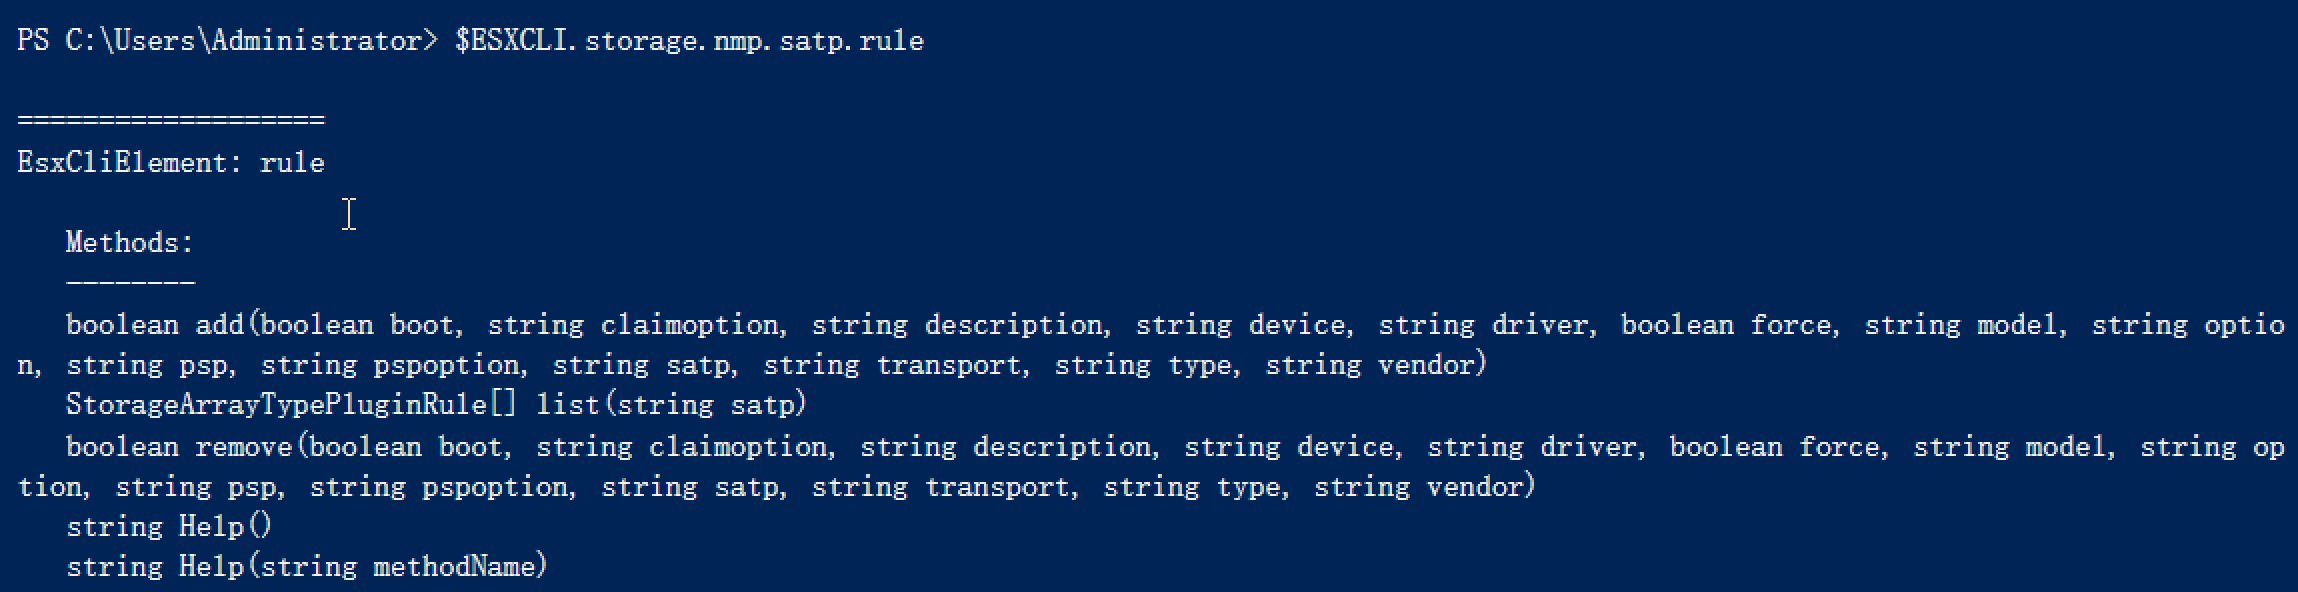 PS C:\Users\Administrator> $ESXCLI.storage.nmp.satp.rule
===================
EsxCliElement: rule
Methods:
--------
boolean add(boolean boot, string claimoption, string description, string device, string driver, boolean force, string model, string optio
n, string psp, string pspoption, string satp, string transport, string type, string vendor)
StorageArrayTypePluginRule[] list(string satp)
boolean remove(boolean boot, string claimoption, string description, string device, string driver, boolean force, string model, string op
tion, string psp, string pspoption, string satp, string transport, string type, string vendor)
string Help()
string Help(string methodName)